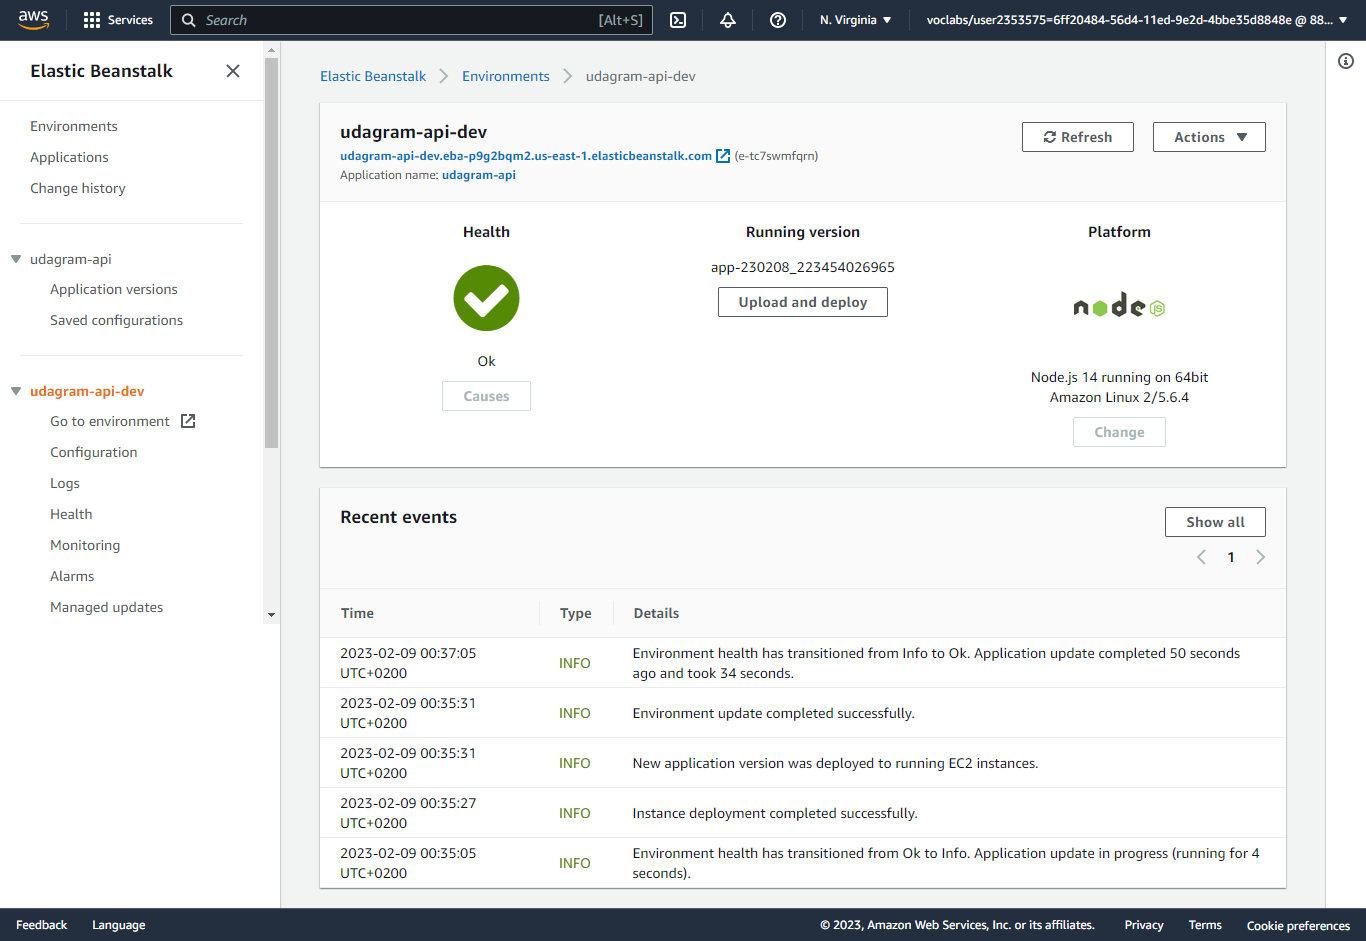 aws
Services
Search
[Alt+S]
N. Virginia
voclabs/user2353575=6ff20484-56d4-11ed-9e2d-4bbe35d8848e @ 88...
Elastic Beanstalk
Environments
Applications
Change history
udagram-api
Application versions
Saved configurations
udagram-api-dev
Go to environment
Configuration
Logs
Health
Monitoring
Alarms
Managed updates
Elastic Beanstalk
Environments
udagram-api-dev
udagram-api-dev
udagram-api-dev.eba-p9g2bqm2.us-east-1.elasticbeanstalk.com (e-tc7swmfqrn)
Application name: udagram-api
Refresh
Actions
Health
Ok
Causes
Running version
app-230208_223454026965
Upload and deploy
Platform
node JS
Node.js 14 running on 64bit
Amazon Linux 2/5.6.4
Change
Recent events
Show all
1
Time Type Details
2023-02-09 00:37:05
UTC+0200
INFO
Environment health has transitioned from Info to Ok. Application update completed 50 seconds
ago and took 34 seconds.
2023-02-09 00:35:31
UTC+0200
INFO
Environment update completed successfully.
2023-02-09 00:35:31
UTC+0200
INFO
New application version was deployed to running EC2 instances.
2023-02-09 00:35:27
UTC+0200
INFO
Instance deployment completed successfully.
2023-02-09 00:35:05
UTC+0200
INFO
Environment health has transitioned from Ok to Info. Application update in progress (running for 4
seconds).
Feedback
Language
© 2023, Amazon Web Services, Inc. or its affiliates.
Privacy
Terms
Cookie preferences